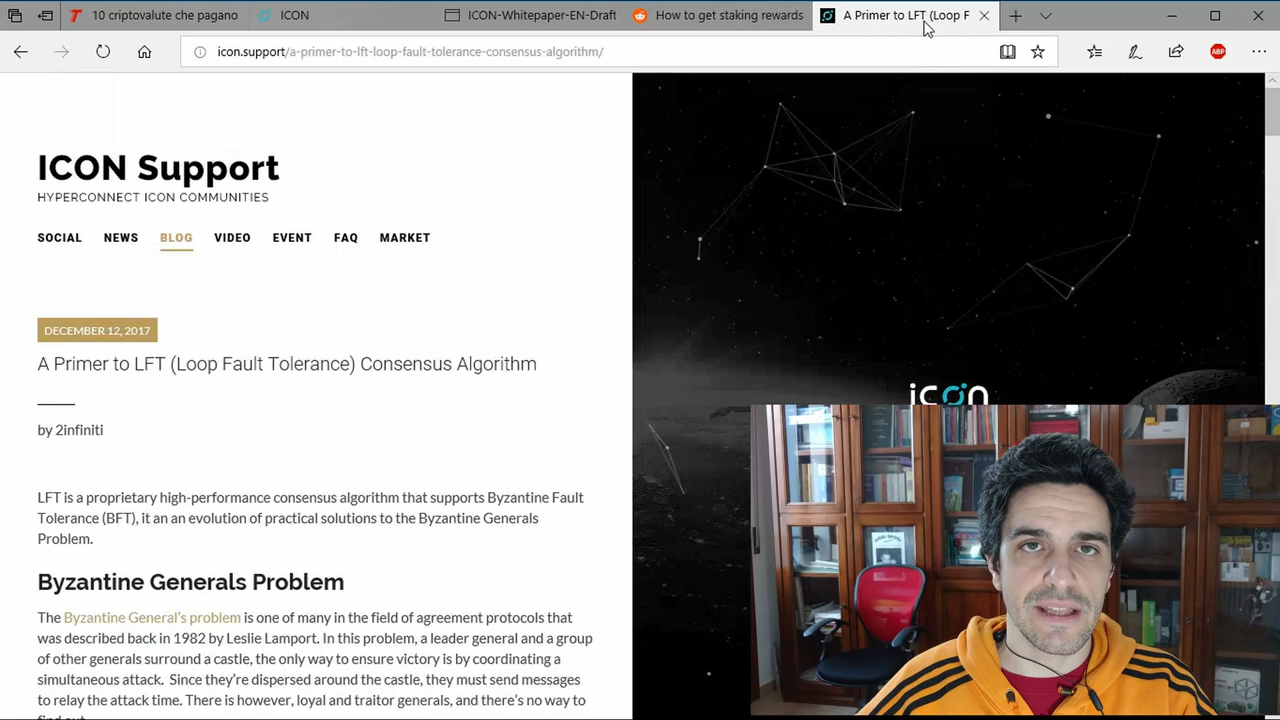 10 criptovalute che pagano
ICON
ICON-Whitepaper-EN-Draft
How to get staking rewards
A Primer to LFT (Loop F
icon.support/a-primer-to-lft-loop-fault-tolerance-consensus-algorithm/
ABP
ICON Support
HYPERCONNECT ICON COMMUNITIES
SOCIAL NEWS BLOG VIDEO EVENT FAQ MARKET
DECEMBER 12, 2017
A Primer to LFT (Loop Fault Tolerance) Consensus Algorithm
by 2infiniti
LFT is a proprietary high-performance consensus algorithm that supports Byzantine Fault
Tolerance (BFT), it an an evolution of practical solutions to the Byzantine Generals
Problem.
Byzantine Generals Problem
The Byzantine General's problem is one of many in the field of agreement protocols that
was described back in 1982 by Leslie Lamport. In this problem, a leader general and a group
of other generals surround a castle, the only way to ensure victory is by coordinating a
simultaneous attack. Since they're dispersed around the castle, they must send messages
to relay the attack time. There is however, loyal and traitor generals, and there's no way to
find out
icon